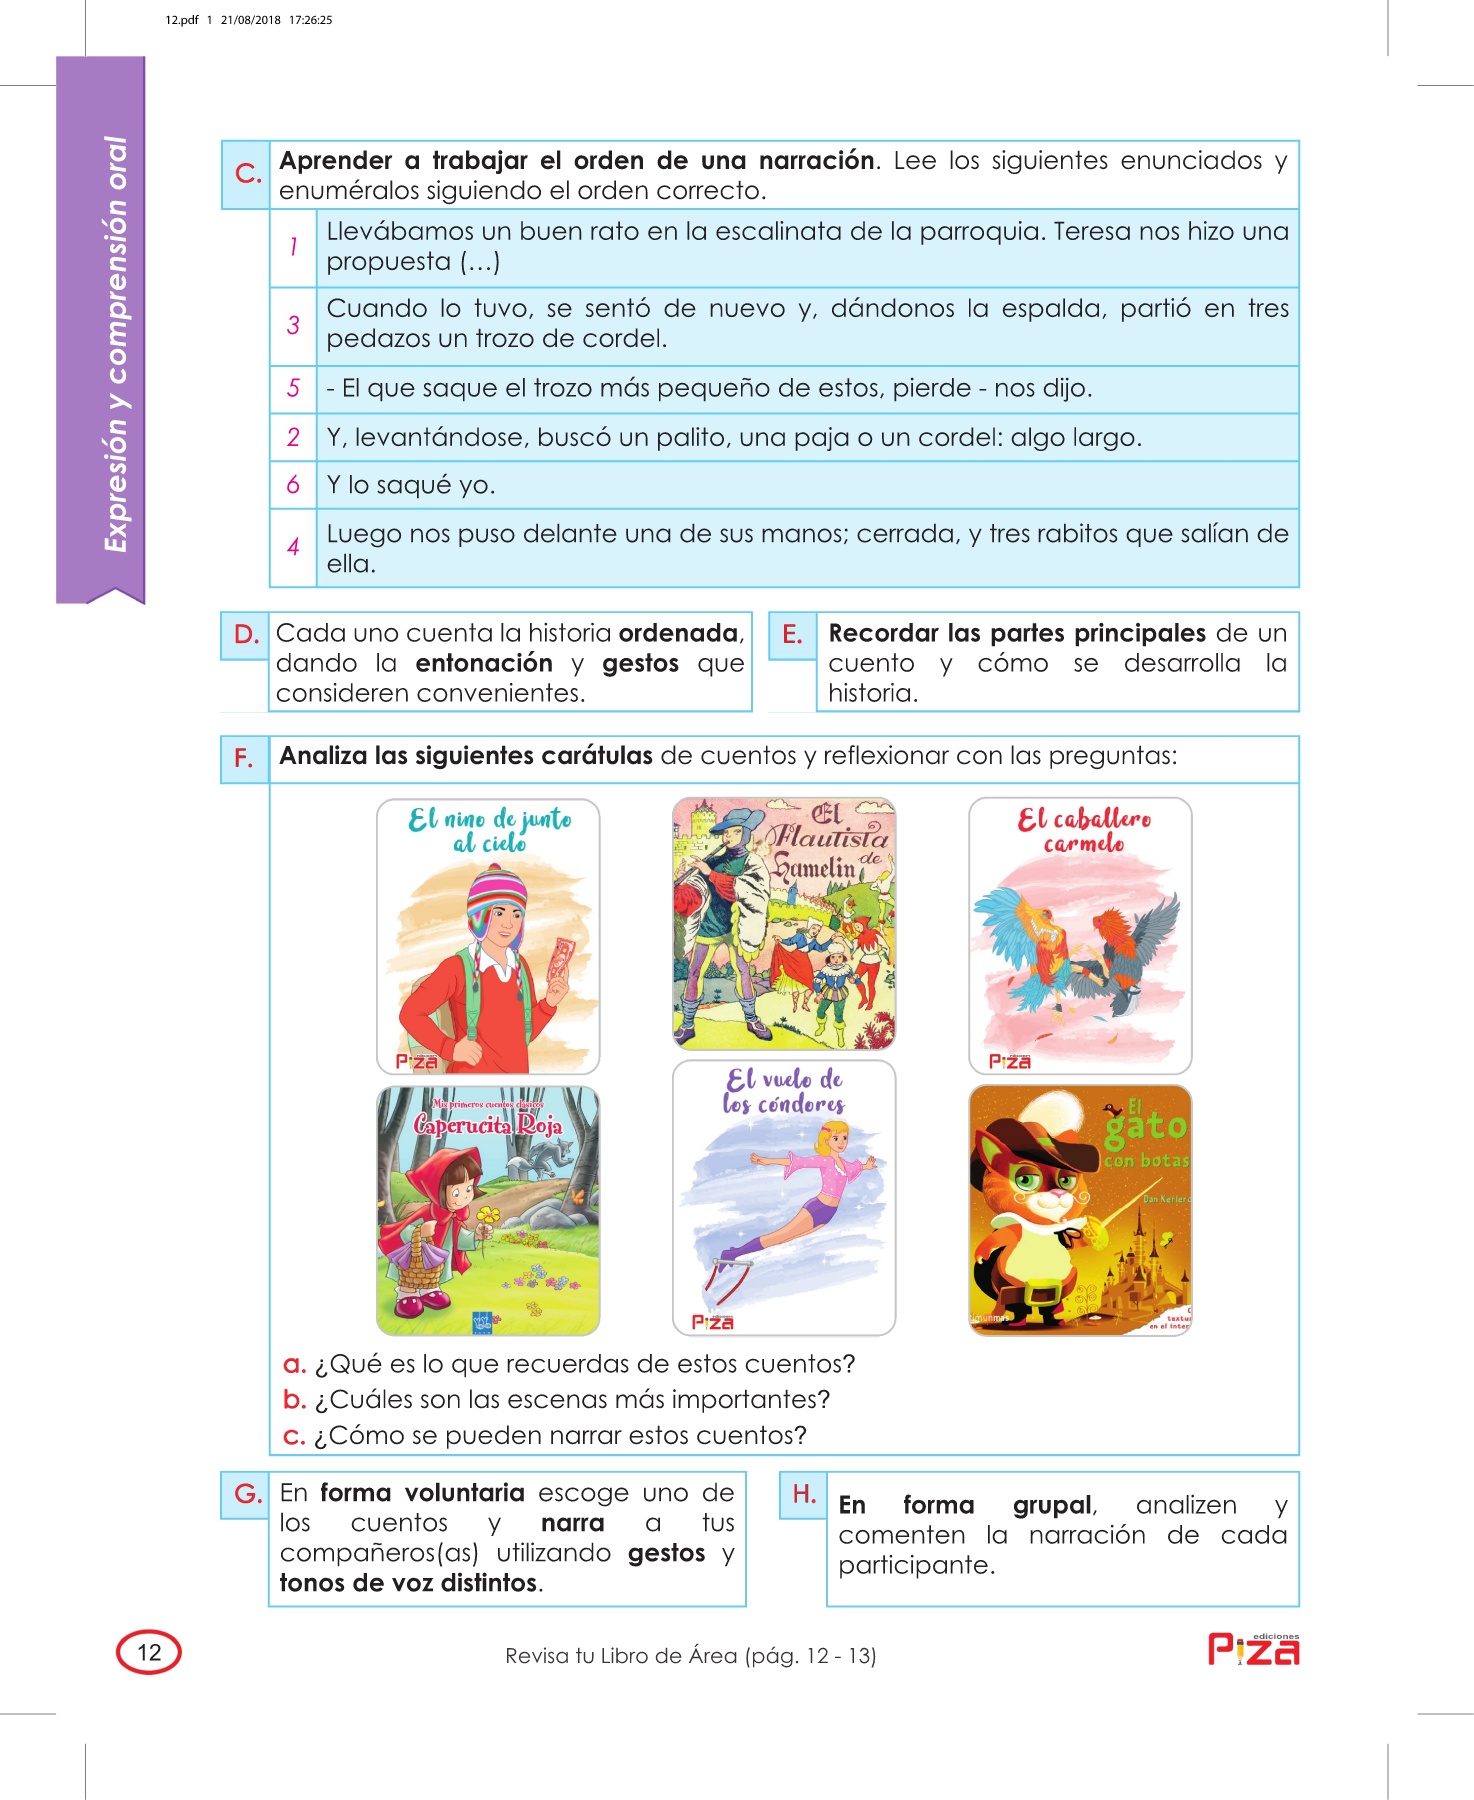 12.pdf 1 21/08/2018 17:26:25
Expresión y comprensión oral
C.
Aprender a trabajar el orden de una narración. Lee los siguientes enunciados y
enuméralos siguiendo el orden correcto.
1
Llevábamos un buen rato en la escalinata de la parroquia. Teresa nos hizo una
propuesta (...)
3
Cuando lo tuvo, se sentó de nuevo y, dándonos la espalda, partió en tres
pedazos un trozo de cordel.
5 - El que saque el trozo más pequeño de estos, pierde - nos dijo.
2 Y, levantándose, buscó un palito, una paja o un cordel: algo largo.
6 Y lo saqué yo.
4
Luego nos puso delante una de sus manos; cerrada, y tres rabitos que salían de
ella.
D. Cada uno cuenta la historia ordenada,
dando la entonación y gestos que
consideren convenientes.
E. Recordar las partes principales de un
cuento y cómo se desarrolla la
historia.
F. Analiza las siguientes carátulas de cuentos y reflexionar con las preguntas:
El nino de junto
al cielo
ediciones
Piza
El
Flautista
de
Hamelin
El caballero
carmelo
ediciones
Piza
Mis primeros cuentos clásicos
Caperucita Roja
El vuelo de
los cóndores
ediciones
Piza
El
gato
con botas
Dan Kerler
textu
en el inter
a. ¿Qué es lo que recuerdas de estos cuentos?
b. ¿Cuáles son las escenas más importantes?
c. ¿Cómo se pueden narrar estos cuentos?
G. En forma voluntaria escoge uno de
los cuentos y narra a tus
compañeros(as) utilizando gestos y
tonos de voz distintos.
H. En forma grupal, analizen y
comenten la narración de cada
participante.
12
Revisa tu Libro de Área (pág. 12 - 13)
ediciones
Piza